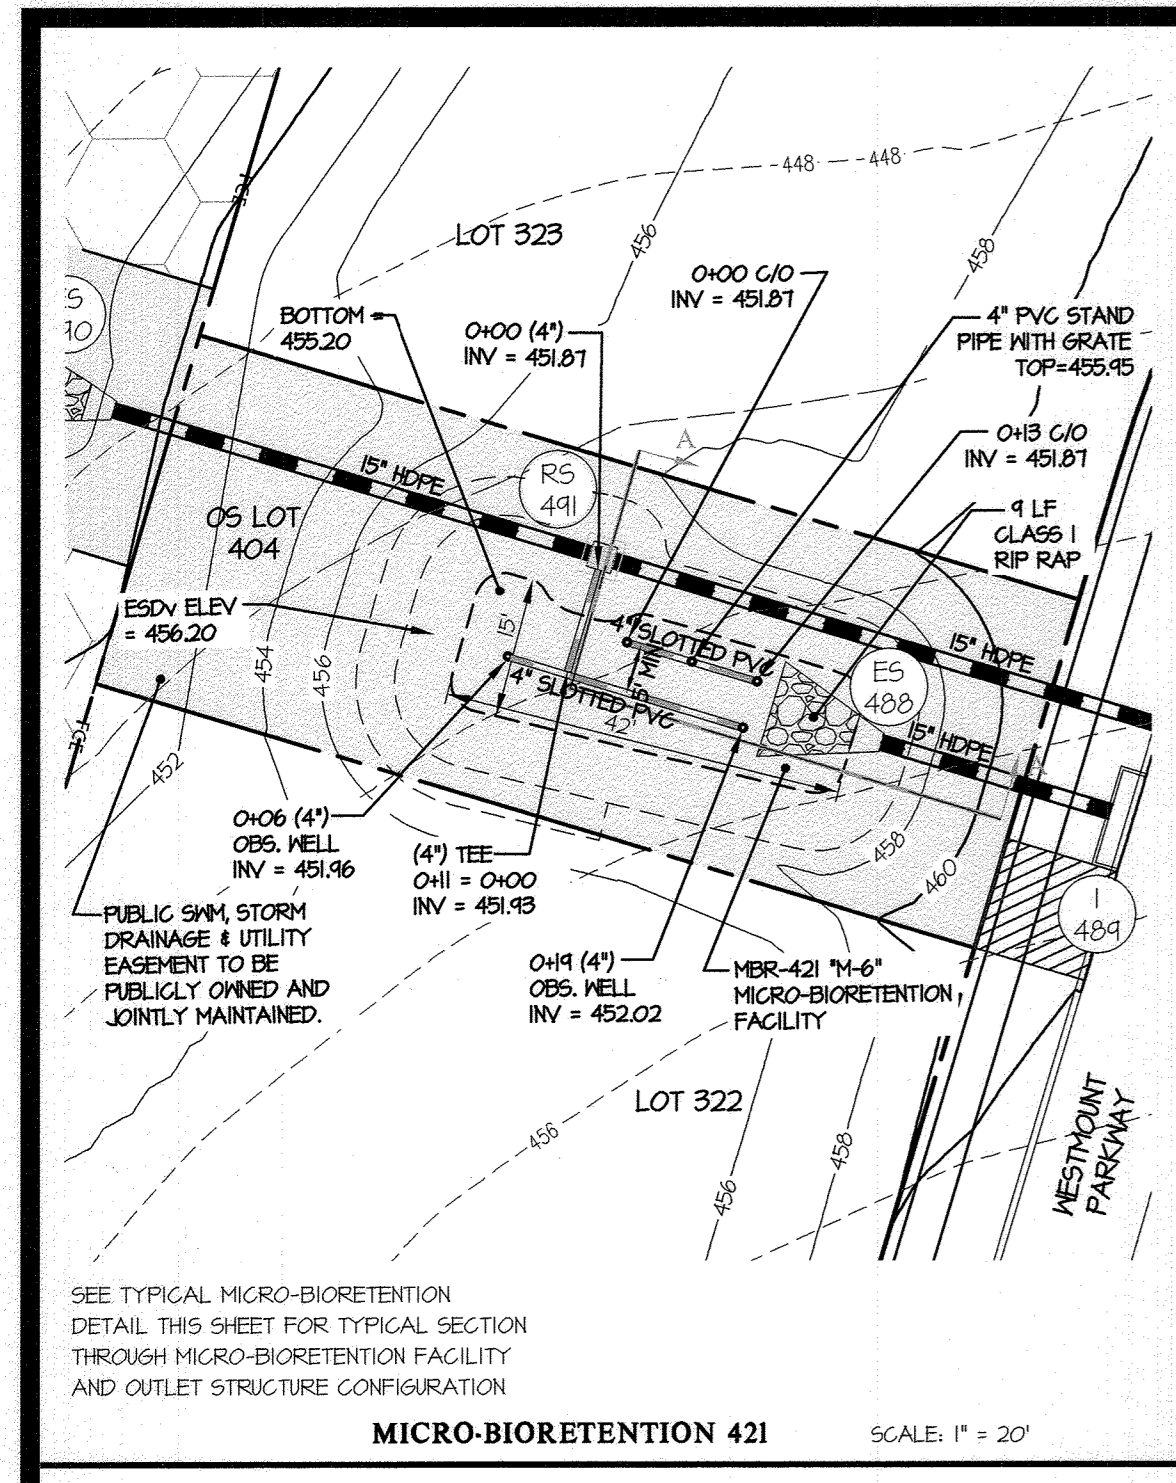 448 448
LOT 323
456
458
FCE
0+00 C/O
INV = 451.87
BOTTOM =
455.20
0+00 (4")
INV = 451.87
4" PVC STAND
PIPE WITH GRATE
TOP=455.95
0+13 C/O
INV = 451.87
A
RS
491
15" HDPE
9 LF
CLASS I
RIP RAP
OS LOT
404
ESDv ELEV
= 456.20
15'
4" SLOTTED PVC
15" HDPE
ES
488
454
456
4" SLOTTED PVC
5' MIN
42'
15" HDPE
A
FCE
452
0+06 (4")
OBS. WELL
INV = 451.96
(4") TEE
0+11 = 0+00
INV = 451.93
458
460
I
489
PUBLIC SWM, STORM
DRAINAGE & UTILITY
EASEMENT TO BE
PUBLICLY OWNED AND
JOINTLY MAINTAINED.
0+19 (4")
OBS. WELL
INV = 452.02
MBR-421 "M-6"
MICRO-BIORETENTION
FACILITY
LOT 322
456
456
458
WESTMOUNT
PARKWAY
SEE TYPICAL MICRO-BIORETENTION
DETAIL THIS SHEET FOR TYPICAL SECTION
THROUGH MICRO-BIORETENTION FACILITY
AND OUTLET STRUCTURE CONFIGURATION
MICRO-BIORETENTION 421
SCALE: 1" = 20'